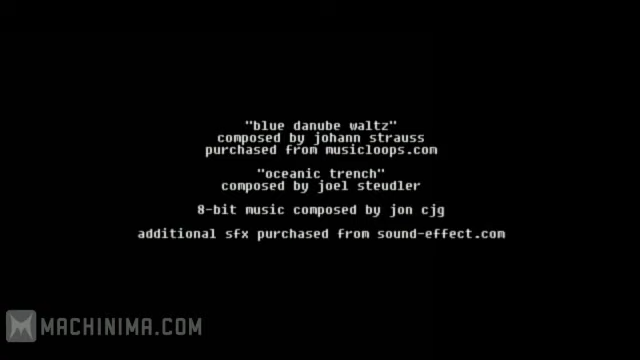 "blue danube waltz"
composed by johann strauss
purchased from musicloops.com
"oceanic trench"
composed by joel steudler
8-bit music composed by jon cjg
additional sfx purchased from sound-effect.com
MACHINIMA.COM